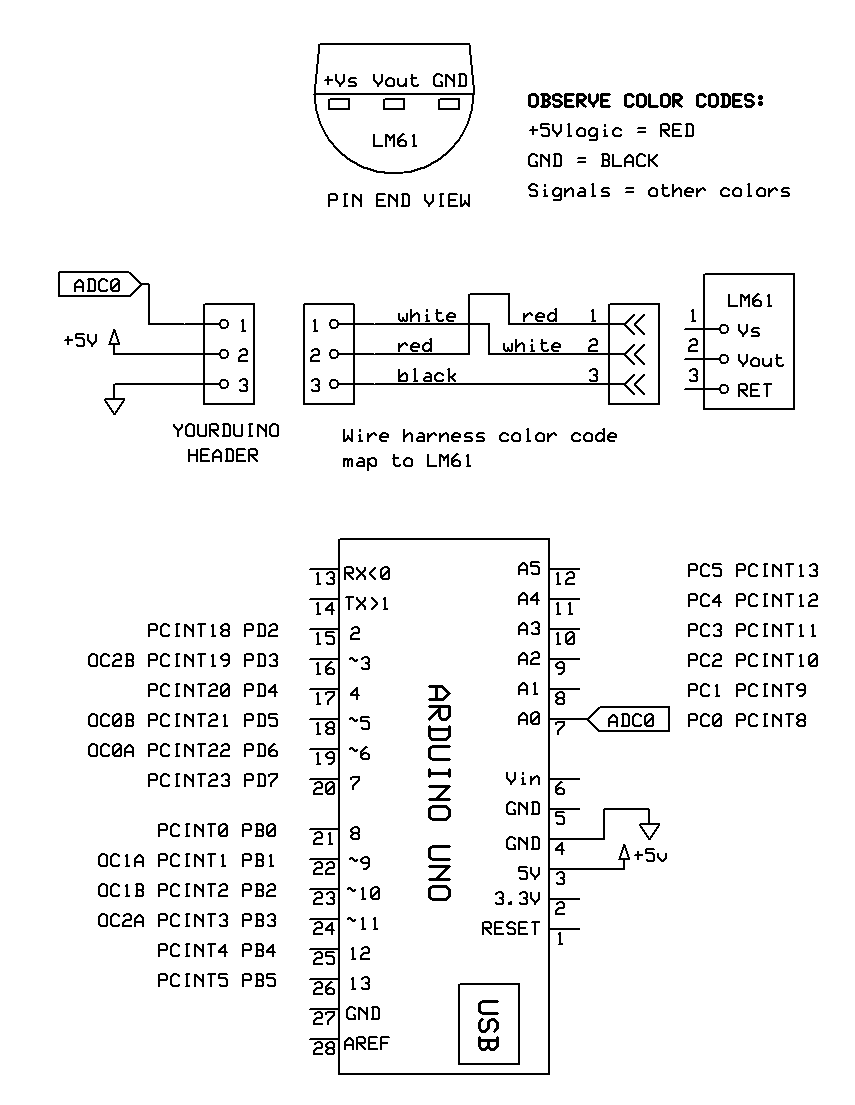 +Vs Vout GND
LM61
PIN END VIEW
OBSERVE COLOR CODES:
+5Vlogic = RED
GND = BLACK
Signals = other colors
ADC0
+5V
1
2
3
YOURDUINO
HEADER
1 white red 1
2 red white 2
3 black 3
Wire harness color code
map to LM61
LM61
1 Vs
2 Vout
3 RET
13 RX<0
14 TX>1
PCINT18 PD2 15 2
OC2B PCINT19 PD3 16 ~3
PCINT20 PD4 17 4
OC0B PCINT21 PD5 18 ~5
OC0A PCINT22 PD6 19 ~6
PCINT23 PD7 20 7
PCINT0 PB0 21 8
OC1A PCINT1 PB1 22 ~9
OC1B PCINT2 PB2 23 ~10
OC2A PCINT3 PB3 24 ~11
PCINT4 PB4 25 12
PCINT5 PB5 26 13
27 GND
28 AREF
ARDUINO UNO
USB
A5 12 PC5 PCINT13
A4 11 PC4 PCINT12
A3 10 PC3 PCINT11
A2 9 PC2 PCINT10
A1 8 PC1 PCINT9
A0 7 ADC0 PC0 PCINT8
Vin 6
GND 5
GND 4
5V 3 +5v
3.3V 2
RESET 1